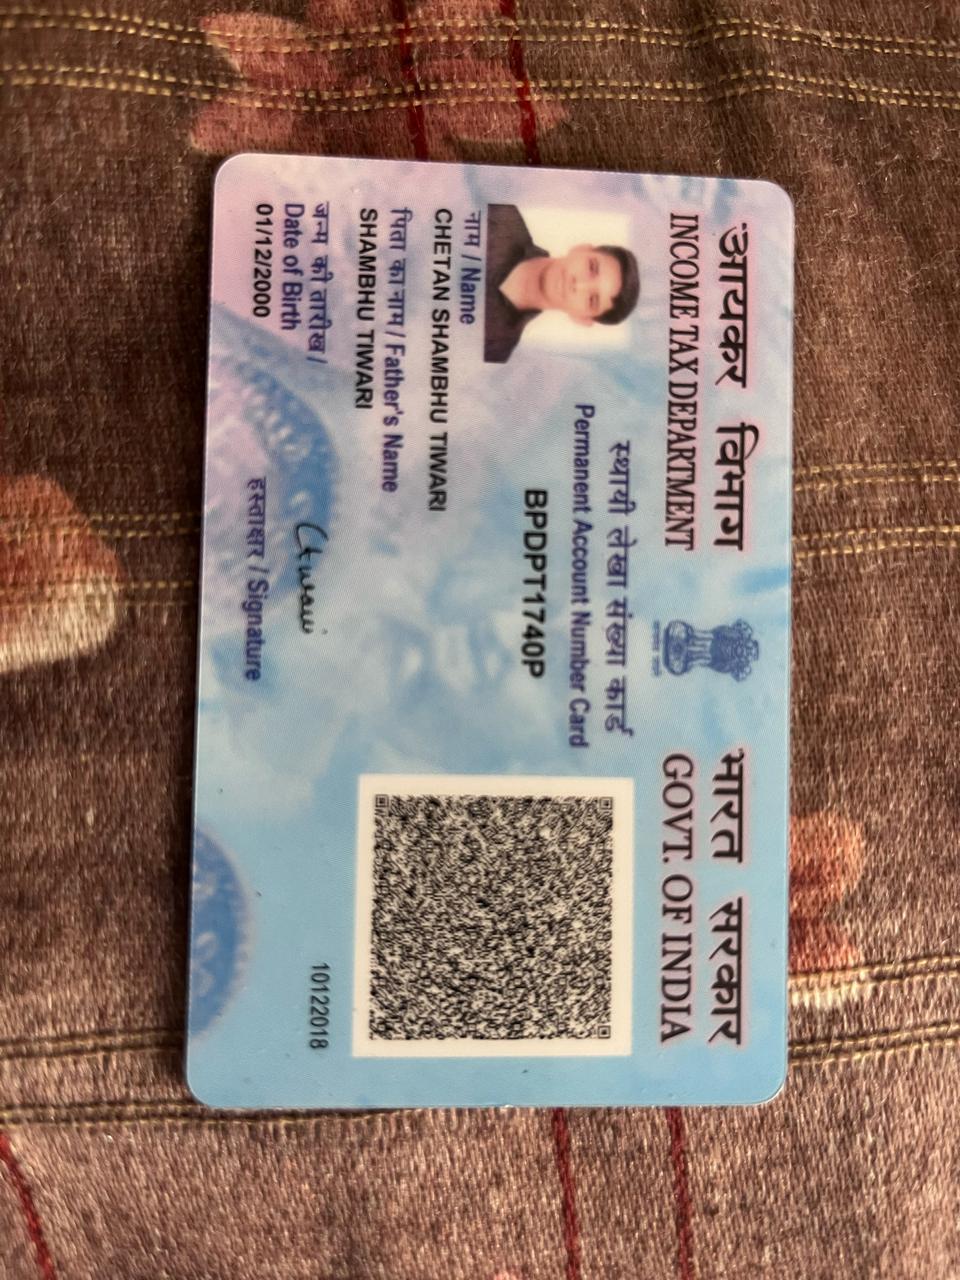 आयकर विभाग
INCOME TAX DEPARTMENT
भारत सरकार
GOVT. OF INDIA
स्थायी लेखा संख्या कार्ड
Permanent Account Number Card
BPDPT1740P
नाम / Name
CHETAN SHAMBHU TIWARI
पिता का नाम / Father's Name
SHAMBHU TIWARI
जन्म की तारीख /
Date of Birth
01/12/2000
हस्ताक्षर / Signature
10122018